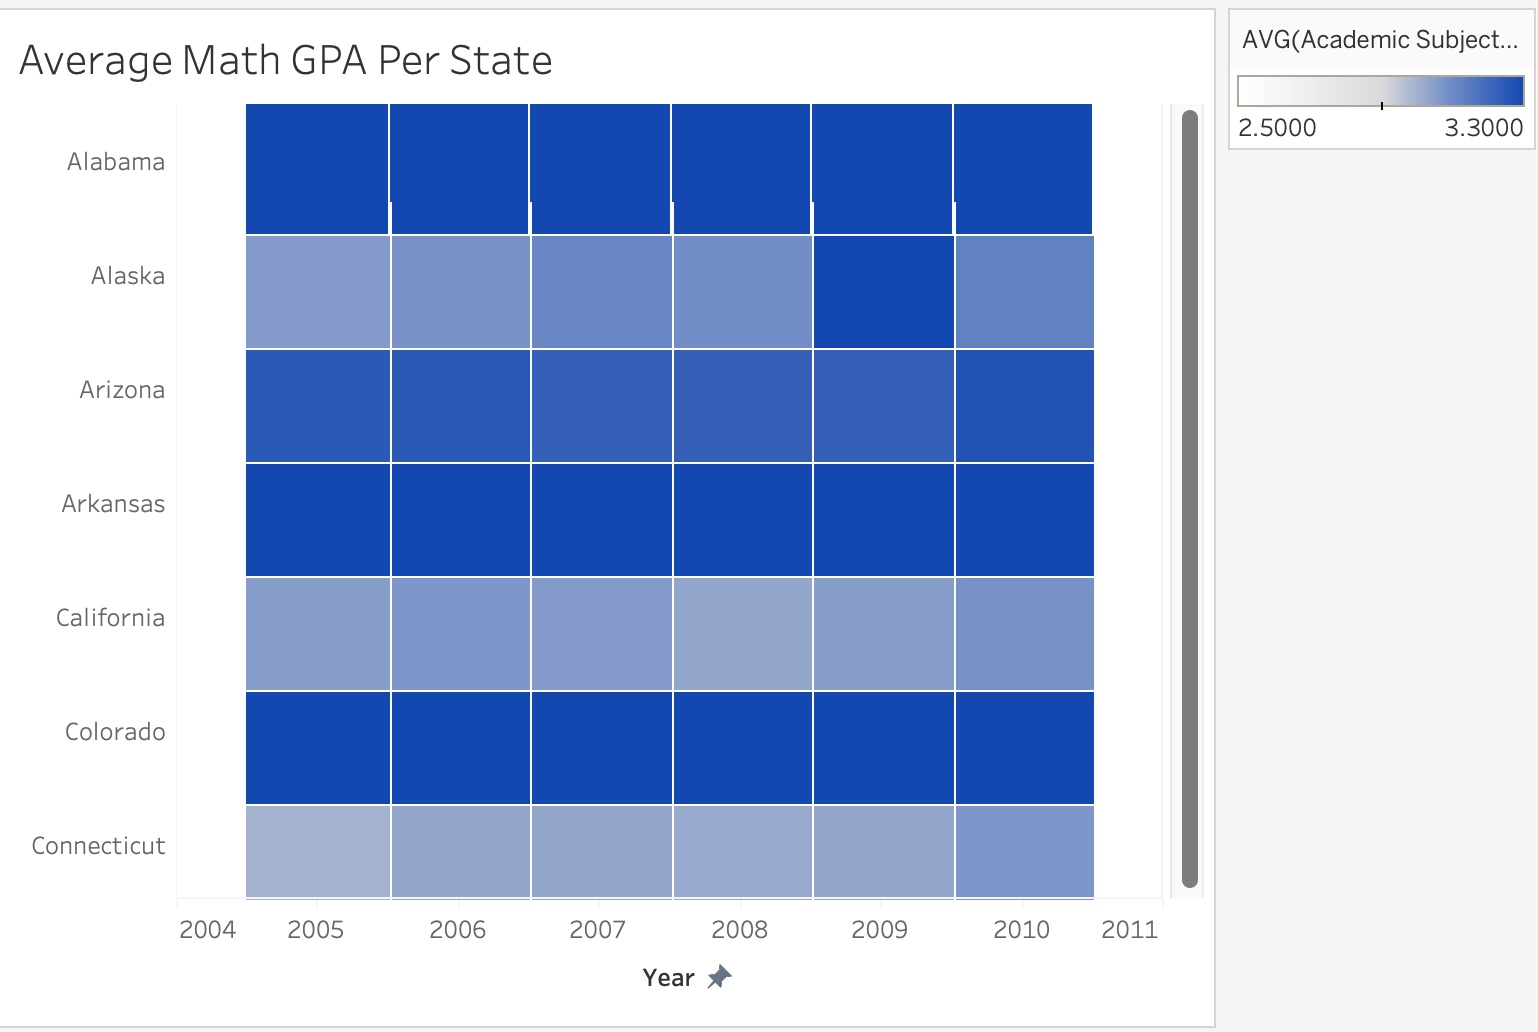 Average Math GPA Per State
AVG(Academic Subject...
2.5000 3.3000
Alabama
Alaska
Arizona
Arkansas
California
Colorado
Connecticut
2004 2005 2006 2007 2008 2009 2010 2011
Year